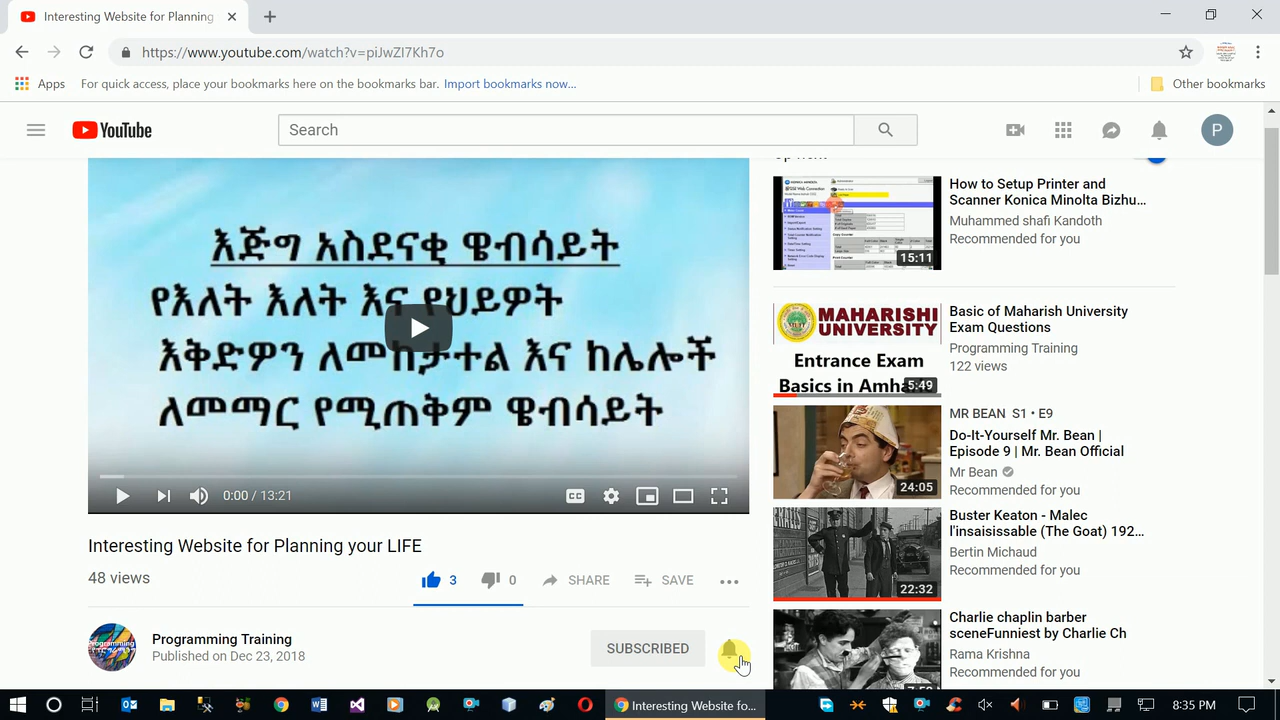 Interesting Website for Planning
https://www.youtube.com/watch?v=piJwZI7Kh7o
Apps For quick access, place your bookmarks here on the bookmarks bar. Import bookmarks now... Other bookmarks
YouTube Search P
እጅግ አስደናቂ ዌብሳይት
የእለት እለት እና የህይዎት
እቅድዎን ለመከታተል እና ከሌሎች
ለመማር የሚጠቅም ዌብሳይት
0:00 / 13:21
Interesting Website for Planning your LIFE
48 views
3 0 SHARE SAVE
Programming Training
Published on Dec 23, 2018
SUBSCRIBED
Up next
15:11
How to Setup Printer and
Scanner Konica Minolta Bizhu...
Muhammed shafi Kandoth
Recommended for you
MAHARISHI
UNIVERSITY
Entrance Exam
Basics in Amha
5:49
Basic of Maharish University
Exam Questions
Programming Training
122 views
24:05
MR BEAN S1 • E9
Do-It-Yourself Mr. Bean |
Episode 9 | Mr. Bean Official
Mr Bean
Recommended for you
22:32
Buster Keaton - Malec
l'insaisissable (The Goat) 192...
Bertin Michaud
Recommended for you
Charlie chaplin barber
sceneFunniest by Charlie Ch
Rama Krishna
Recommended for you
Interesting Website fo...
8:35 PM